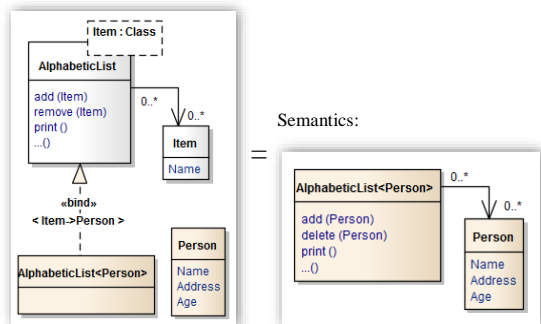 Item : Class
AlphabeticList
add (Item)
remove (Item)
print ()
...()
0..*
0..*
Item
Name
«bind»
< Item->Person >
AlphabeticList<Person>
Person
Name
Address
Age
=
Semantics:
AlphabeticList<Person>
add (Person)
delete (Person)
print ()
...()
0..*
0..*
Person
Name
Address
Age